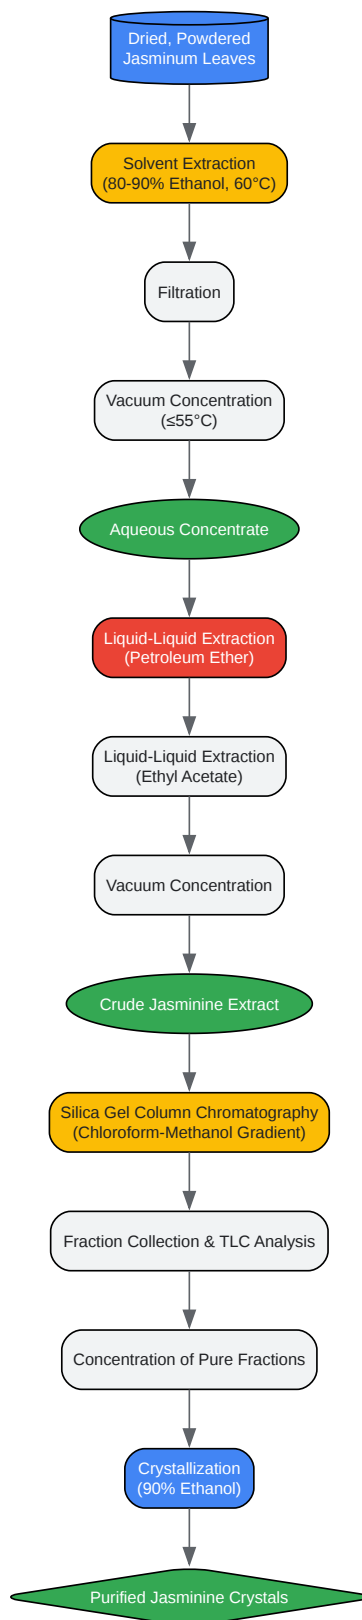 Dried, Powdered
Jasminum Leaves
Solvent Extraction
(80-90% Ethanol, 60°C)
Filtration
Vacuum Concentration
(≤55°C)
Aqueous Concentrate
Liquid-Liquid Extraction
(Petroleum Ether)
Liquid-Liquid Extraction
(Ethyl Acetate)
Vacuum Concentration
Crude Jasminine Extract
Silica Gel Column Chromatography
(Chloroform-Methanol Gradient)
Fraction Collection & TLC Analysis
Concentration of Pure Fractions
Crystallization
(90% Ethanol)
Purified Jasminine Crystals